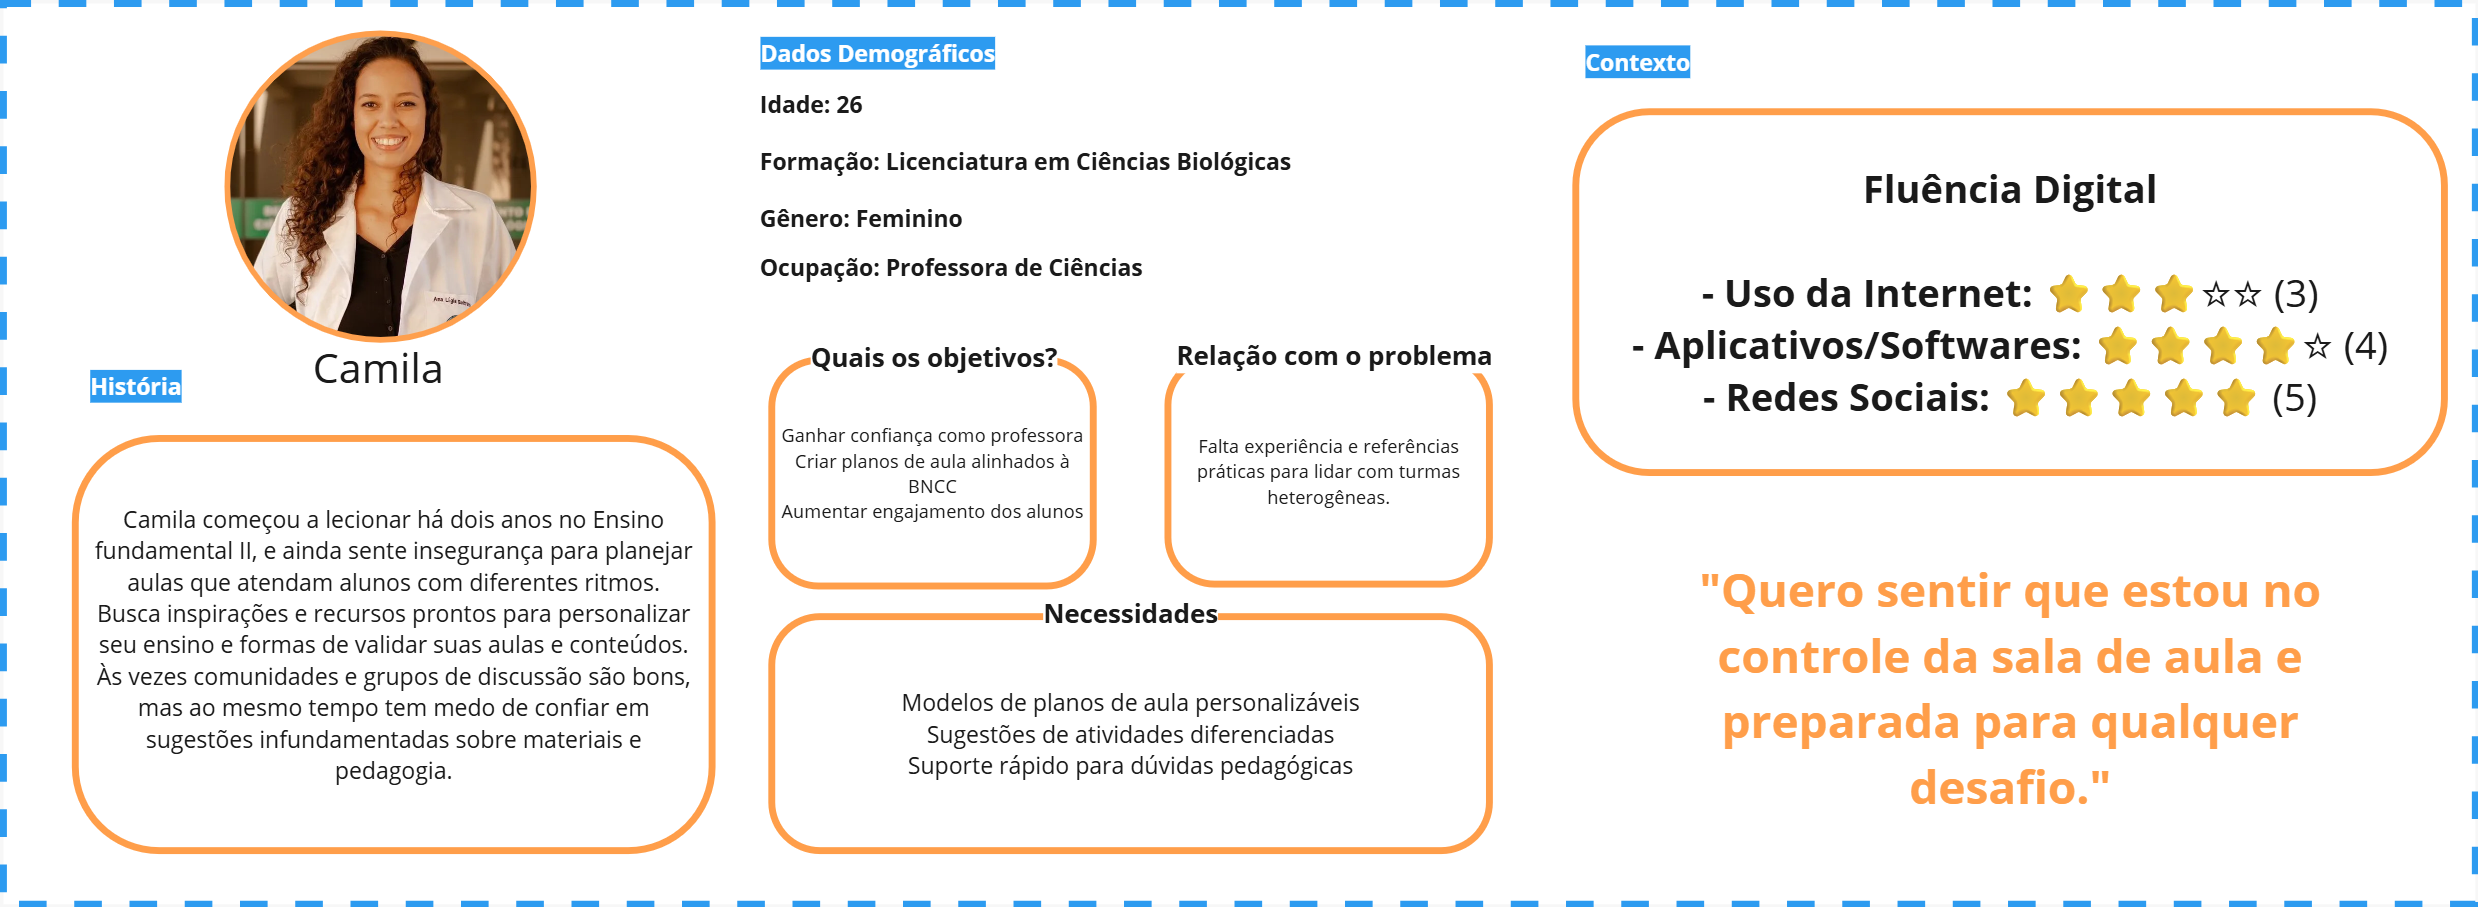 Camila
História
Camila começou a lecionar há dois anos no Ensino
fundamental II, e ainda sente insegurança para planejar
aulas que atendam alunos com diferentes ritmos.
Busca inspirações e recursos prontos para personalizar
seu ensino e formas de validar suas aulas e conteúdos.
Às vezes comunidades e grupos de discussão são bons,
mas ao mesmo tempo tem medo de confiar em
sugestões infundamentadas sobre materiais e
pedagogia.
Dados Demográficos
Idade: 26
Formação: Licenciatura em Ciências Biológicas
Gênero: Feminino
Ocupação: Professora de Ciências
Quais os objetivos?
Ganhar confiança como professora
Criar planos de aula alinhados à
BNCC
Aumentar engajamento dos alunos
Relação com o problema
Falta experiência e referências
práticas para lidar com turmas
heterogêneas.
Necessidades
Modelos de planos de aula personalizáveis
Sugestões de atividades diferenciadas
Suporte rápido para dúvidas pedagógicas
Contexto
Fluência Digital
- Uso da Internet: ⭐⭐⭐☆☆ (3)
- Aplicativos/Softwares: ⭐⭐⭐⭐☆ (4)
- Redes Sociais: ⭐⭐⭐⭐⭐ (5)
"Quero sentir que estou no
controle da sala de aula e
preparada para qualquer
desafio."